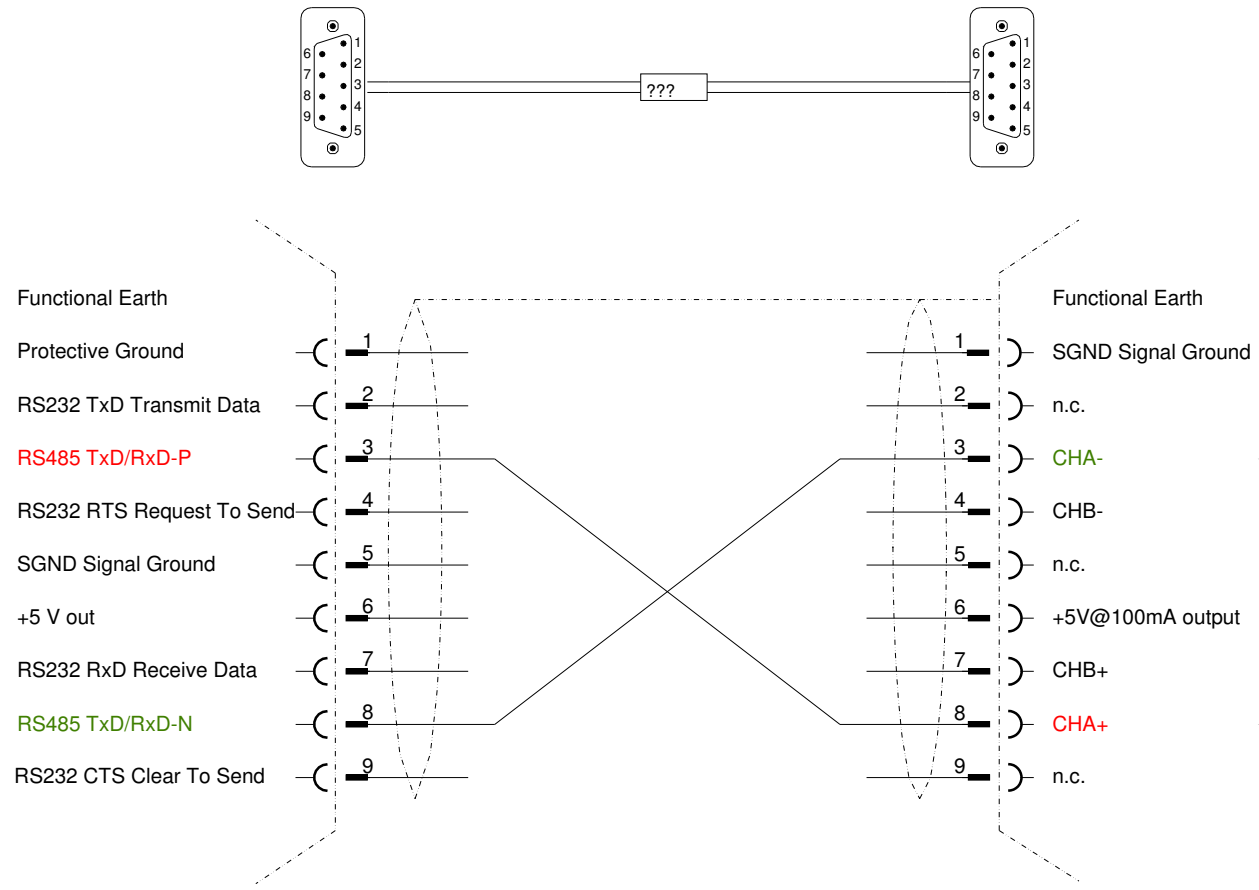 1
6
2
7
3
8
4
9
5
???
1
6
2
7
3
8
4
9
5
Functional Earth
Functional Earth
Protective Ground
1
1
SGND Signal Ground
RS232 TxD Transmit Data
2
2
n.c.
RS485 TxD/RxD-P
3
3
CHA-
RS232 RTS Request To Send
4
4
CHB-
SGND Signal Ground
5
5
n.c.
+5 V out
6
6
+5V@100mA output
RS232 RxD Receive Data
7
7
CHB+
RS485 TxD/RxD-N
8
8
CHA+
RS232 CTS Clear To Send
9
9
n.c.